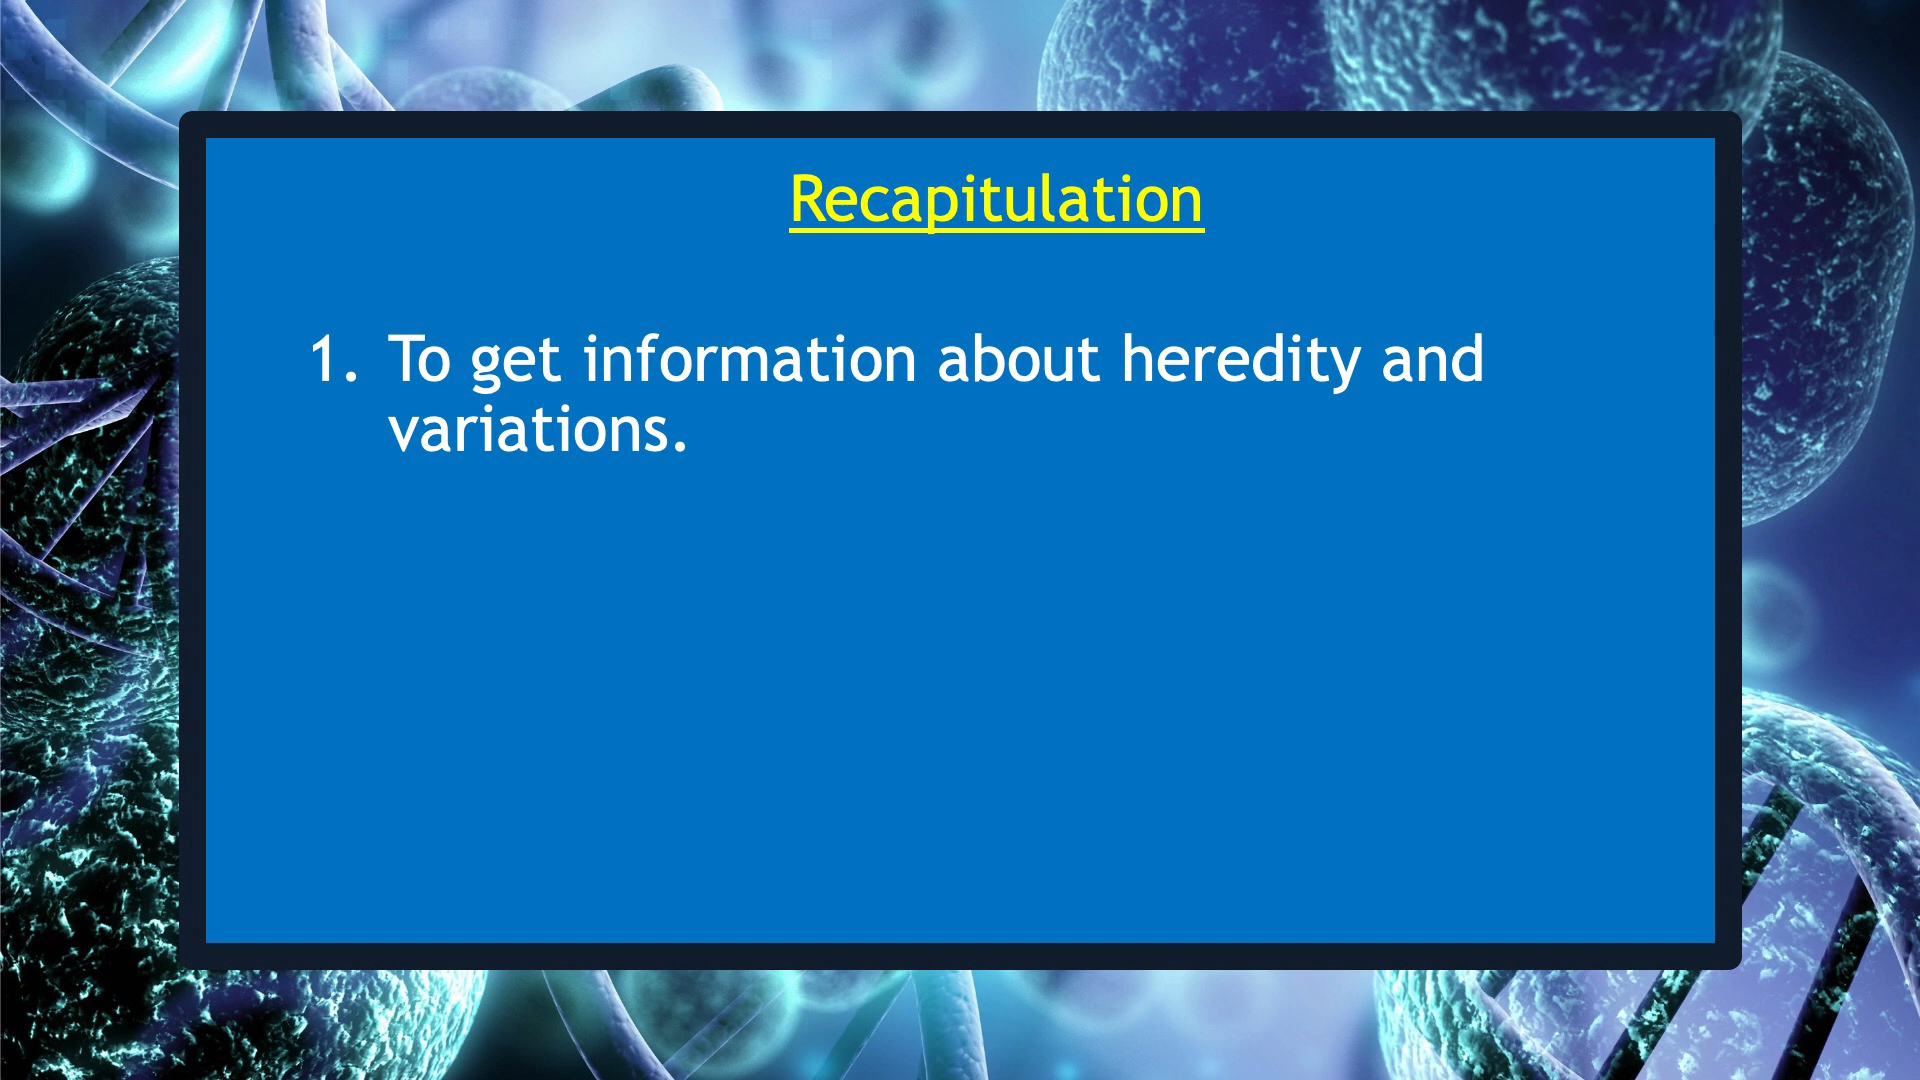 Recapitulation
1. To get information about heredity and
variations.